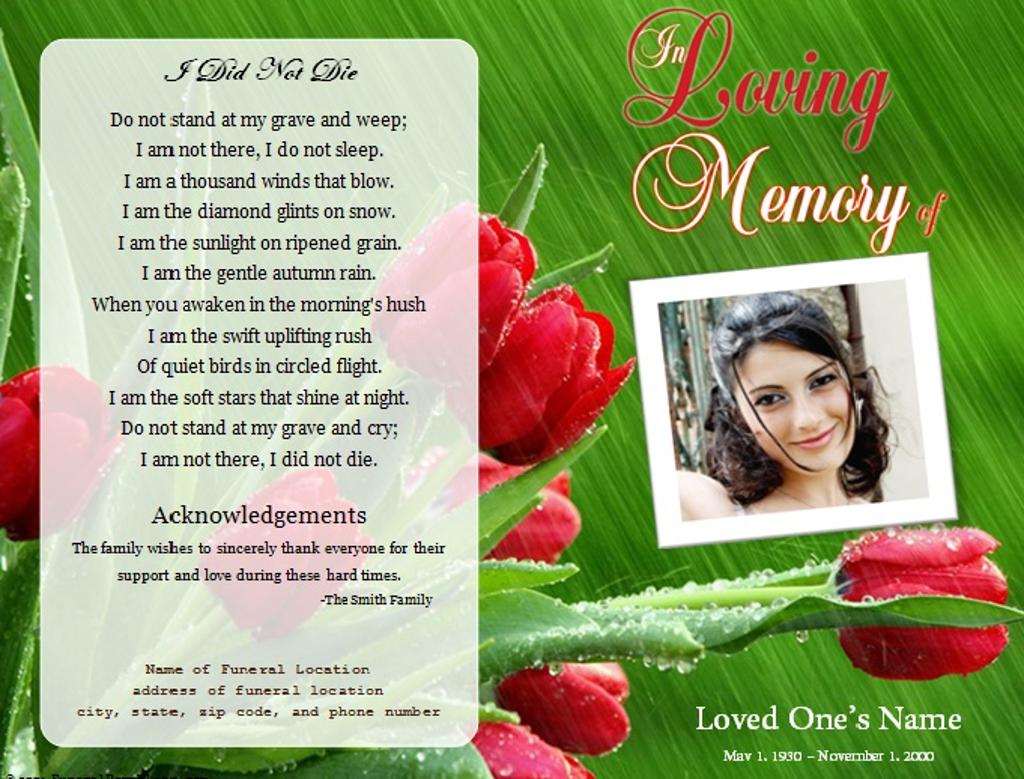 I Did Not Die
Do not stand at my grave and weep;
I am not there, I do not sleep.
I am a thousand winds that blow.
I am the diamond glints on snow.
I am the sunlight on ripened grain.
I am the gentle autumn rain.
When you awaken in the morning's hush
I am the swift uplifting rush
Of quiet birds in circled flight.
I am the soft stars that shine at night.
Do not stand at my grave and cry;
I am not there, I did not die.
Acknowledgements
The family wishes to sincerely thank everyone for their
support and love during these hard times.
-The Smith Family
Name of Funeral Location
address of funeral location
city, state, zip code, and phone number
In Loving
Memory of
Loved One's Name
May 1, 1930 – November 1, 2000